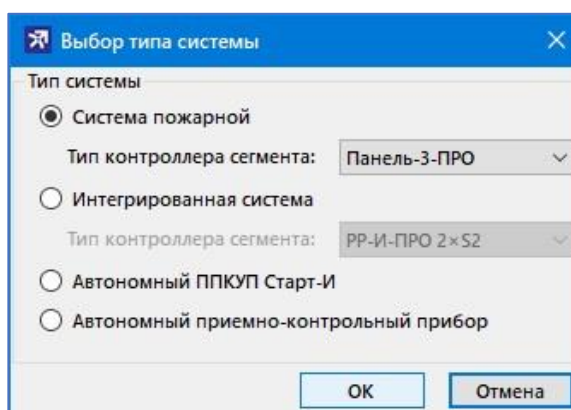 Выбор типа системы
Тип системы
Система пожарной
Тип контроллера сегмента: Панель-3-ПРО
Интегрированная система
Тип контроллера сегмента: РР-И-ПРО 2×S2
Автономный ППКУП Старт-И
Автономный приемно-контрольный прибор
ОК Отмена